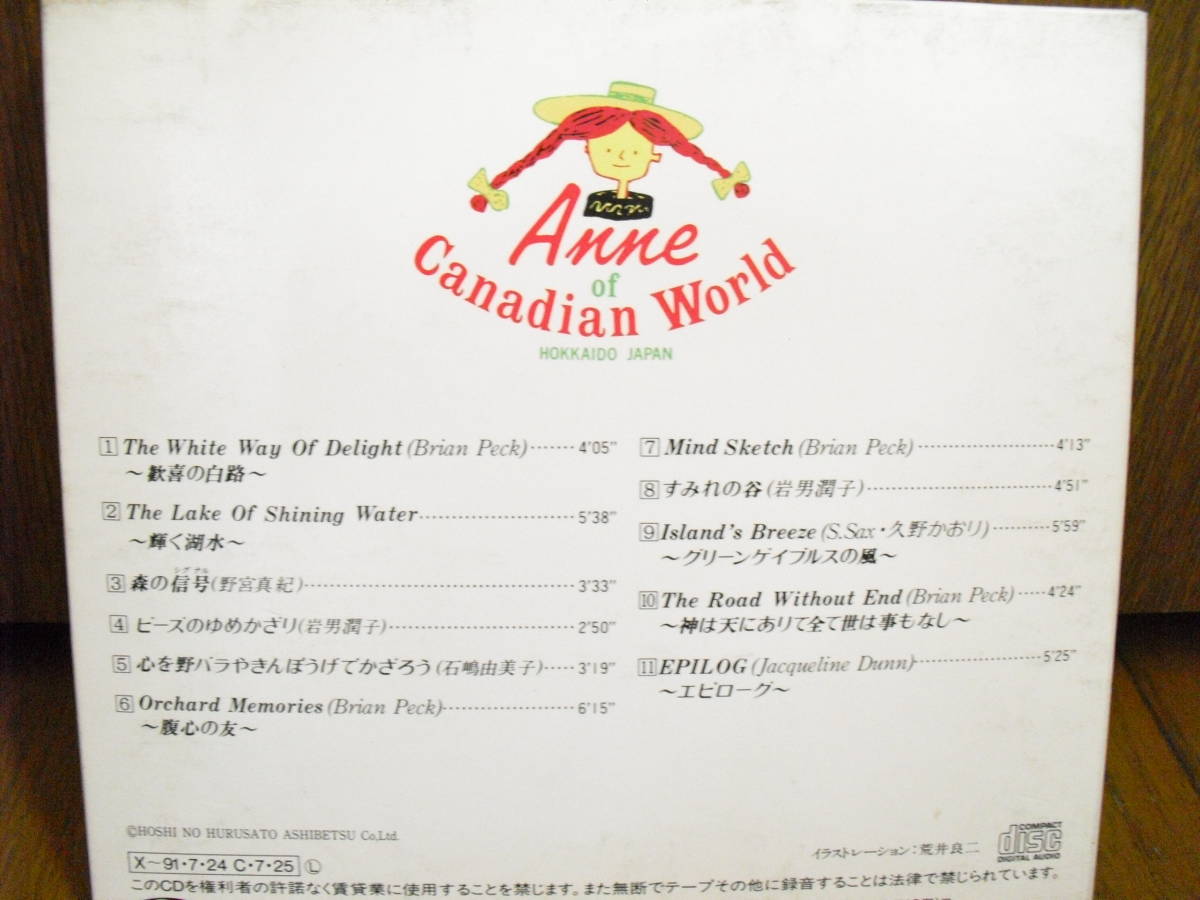 Anne
of
Canadian World
HOKKAIDO JAPAN
1 The White Way Of Delight (Brian Peck) ······· 4'05"
～歓喜の白路～
2 The Lake Of Shining Water ······················· 5'38"
～輝く湖水～
シグナル
3 森の信号(野宮真紀) ································ 3'33"
4 ビーズのゆめかざり(岩男潤子) ······················· 2'50"
5 心を野バラやきんぽうげでかざろう(石嶋由美子) ····· 3'19"
6 Orchard Memories (Brian Peck) ················ 6'15"
～腹心の友～
7 Mind Sketch (Brian Peck) ······················ 4'13"
8 すみれの谷(岩男潤子) ······························ 4'51"
9 Island's Breeze (S.Sax・久野かおり) ·········· 5'59"
～グリーンゲイブルスの風～
10 The Road Without End (Brian Peck) ····· 4'24"
～神は天にありて全て世は事もなし～
11 EPILOG (Jacqueline Dunn) ················ 5'25"
～エピローグ～
©HOSHI NO HURUSATO ASHIBETSU Co,Ltd.
X～91・7・24 C・7・25 Ⓛ
イラストレーション：荒井良二
COMPACT
disc
DIGITAL AUDIO
このCDを権利者の許諾なく賃貸業に使用することを禁じます。また無断でテープその他に録音することは法律で禁じられています。